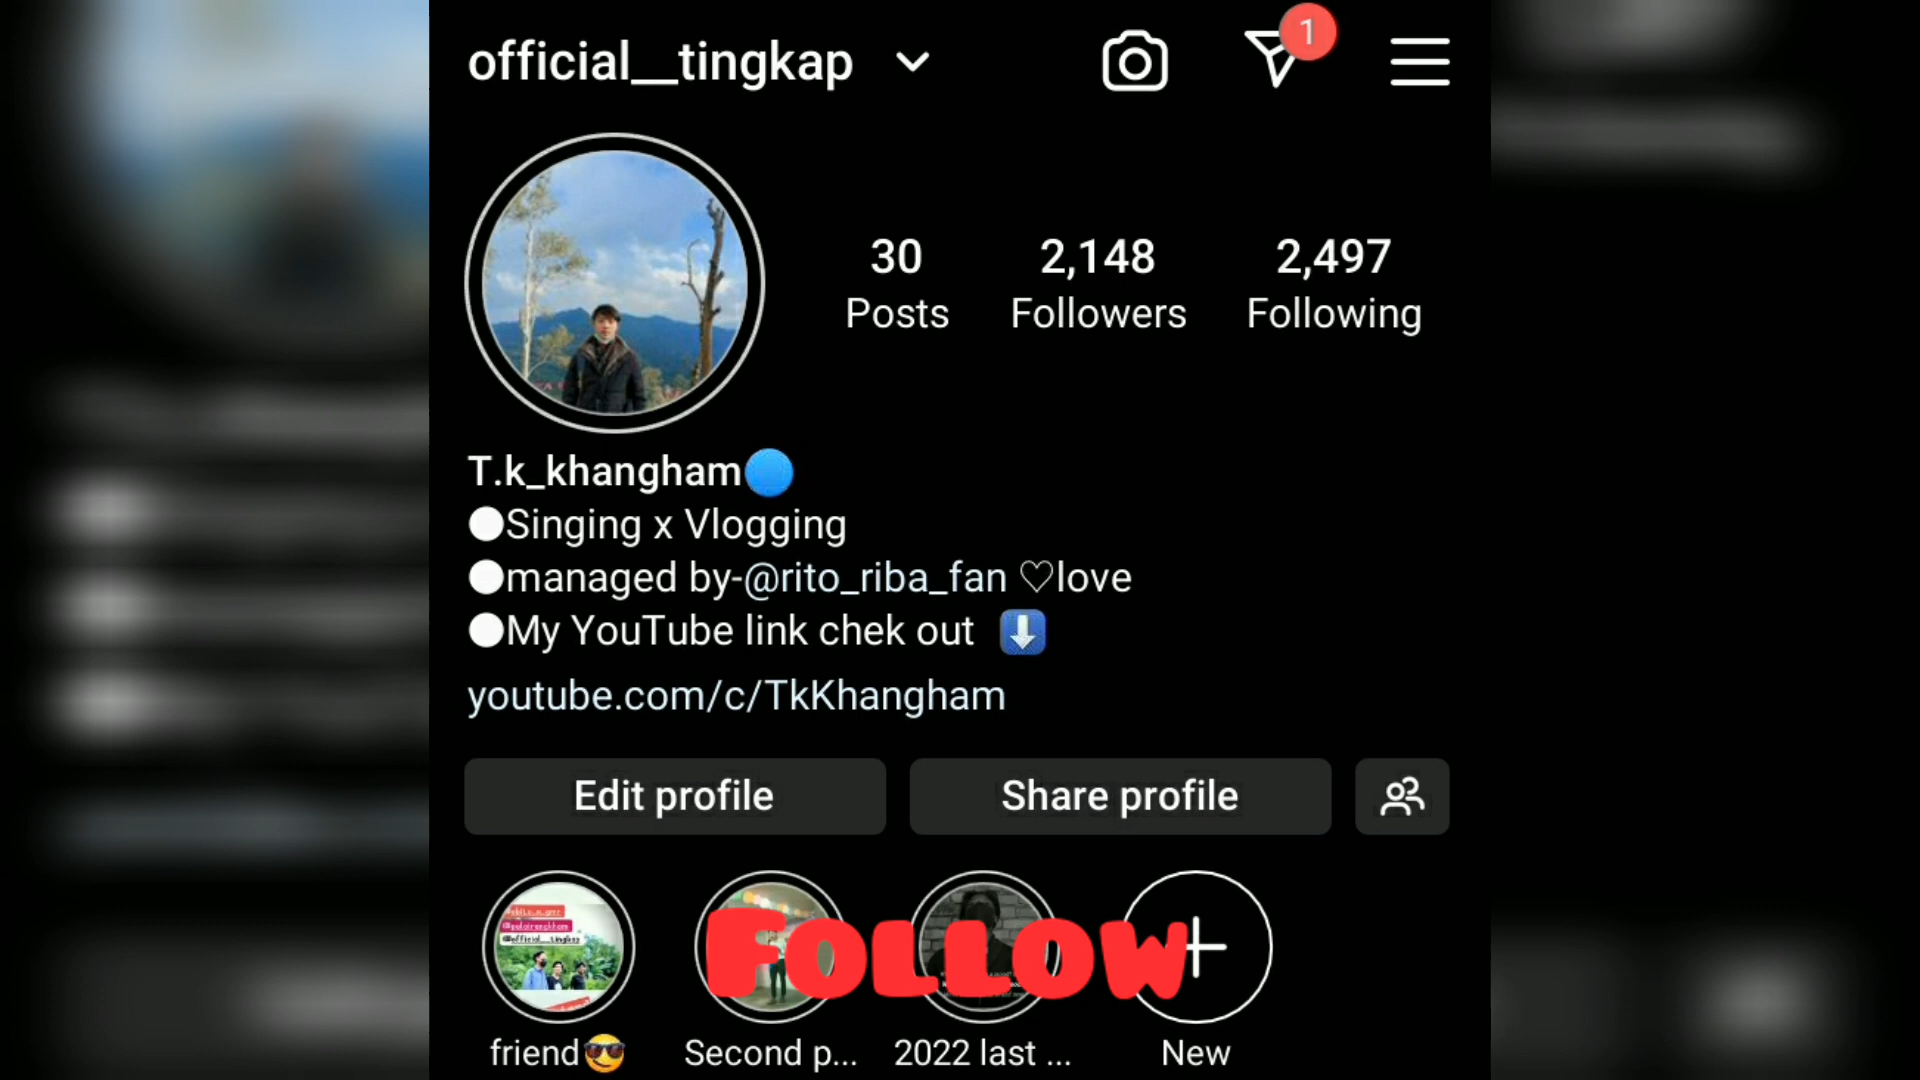 official__tingkap
1
30
2,148
2,497
Posts
Followers
Following
T.k_khangham
Singing x Vlogging
managed by-@rito_riba_fan ♡love
My YouTube link chek out ⬇
youtube.com/c/TkKhangham
Edit profile
Share profile
@official__tingkap
FOLLOW
friend😎
Second p...
2022 last ...
New